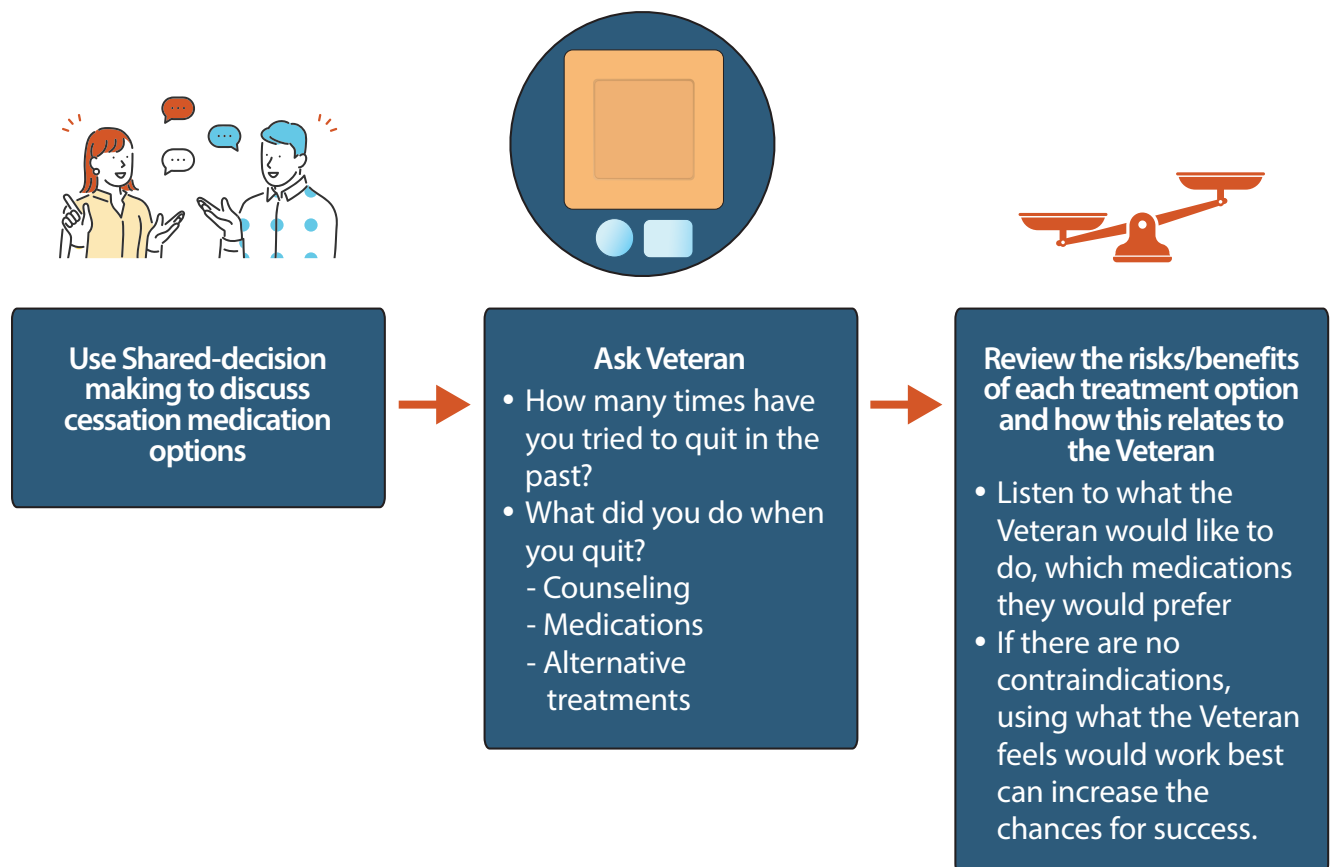 Use Shared-decision
making to discuss
cessation medication
options
Ask Veteran
• How many times have
you tried to quit in the
past?
• What did you do when
you quit?
- Counseling
- Medications
- Alternative
treatments
Review the risks/benefits
of each treatment option
and how this relates to
the Veteran
• Listen to what the
Veteran would like to
do, which medications
they would prefer
• If there are no
contraindications,
using what the Veteran
feels would work best
can increase the
chances for success.